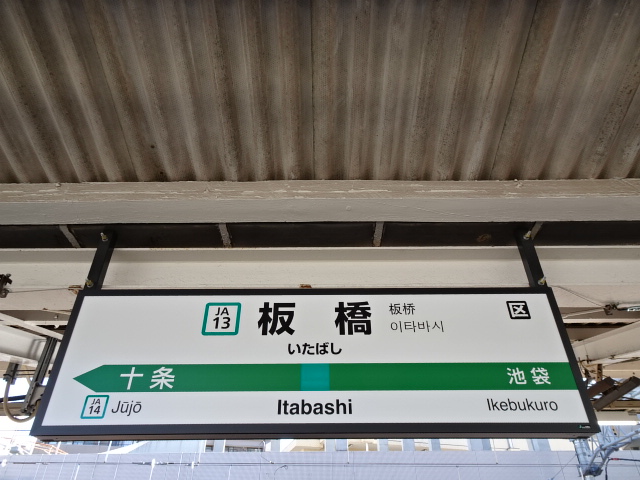 JA
13
板橋
板桥
이타바시
区
いたばし
十条
池袋
JA
14
Jūjō
Itabashi
Ikebukuro